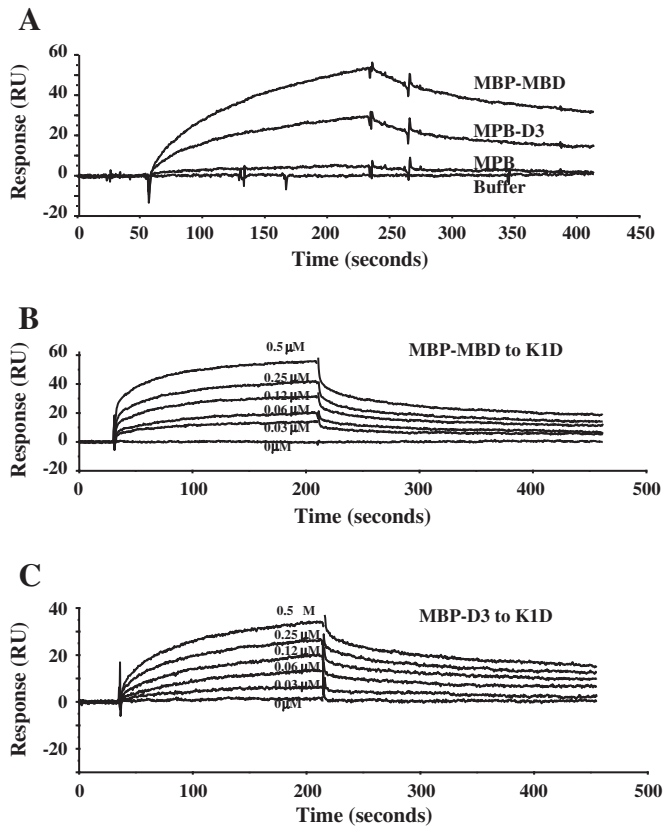 A
60
40
20
0
-20
Response (RU)
MBP-MBD
MPB-D3
MPB
Buffer
0 50 100 150 200 250 300 350 400 450
Time (seconds)
B
60
40
20
0
-20
Response (RU)
MBP-MBD to K1D
0.5 µM
0.25 µM
0.12 µM
0.06 µM
0.03 µM
0µM
0 100 200 300 400 500
Time (seconds)
C
40
20
0
-20
Response (RU)
MBP-D3 to K1D
0.5 M
0.25 µM
0.12 µM
0.06 µM
0.03 µM
0µM
0 100 200 300 400 500
Time (seconds)